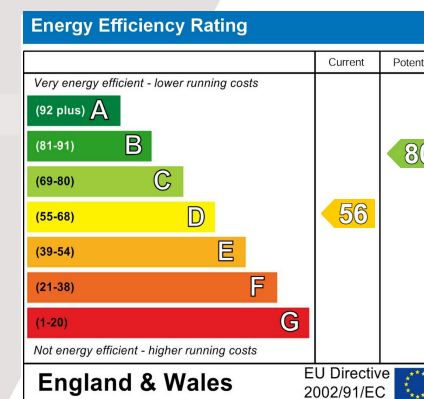 Energy Efficiency Rating
Current
Potent
Very energy efficient - lower running costs
(92 plus) A
(81-91) B
(69-80) C
(55-68) D
56
(39-54) E
(21-38) F
(1-20) G
Not energy efficient - higher running costs
England & Wales
EU Directive
2002/91/EC